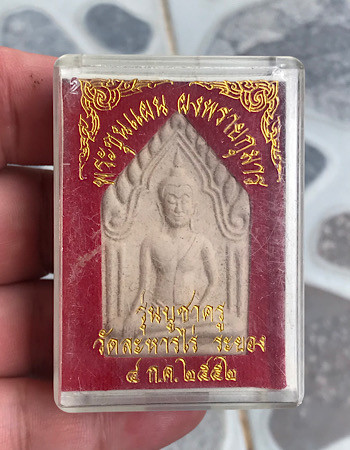 พระขุนแผน ผงพรายกุมาร
รุ่นบูชาครู
วัดละหารไร่ ระยอง
๔ ก.ค. ๒๕๕๒